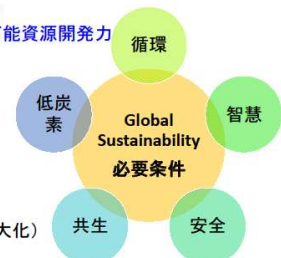 能資源開発力
循環
低炭
素
Global
Sustainability
必要条件
智慧
大化）
共生
安全